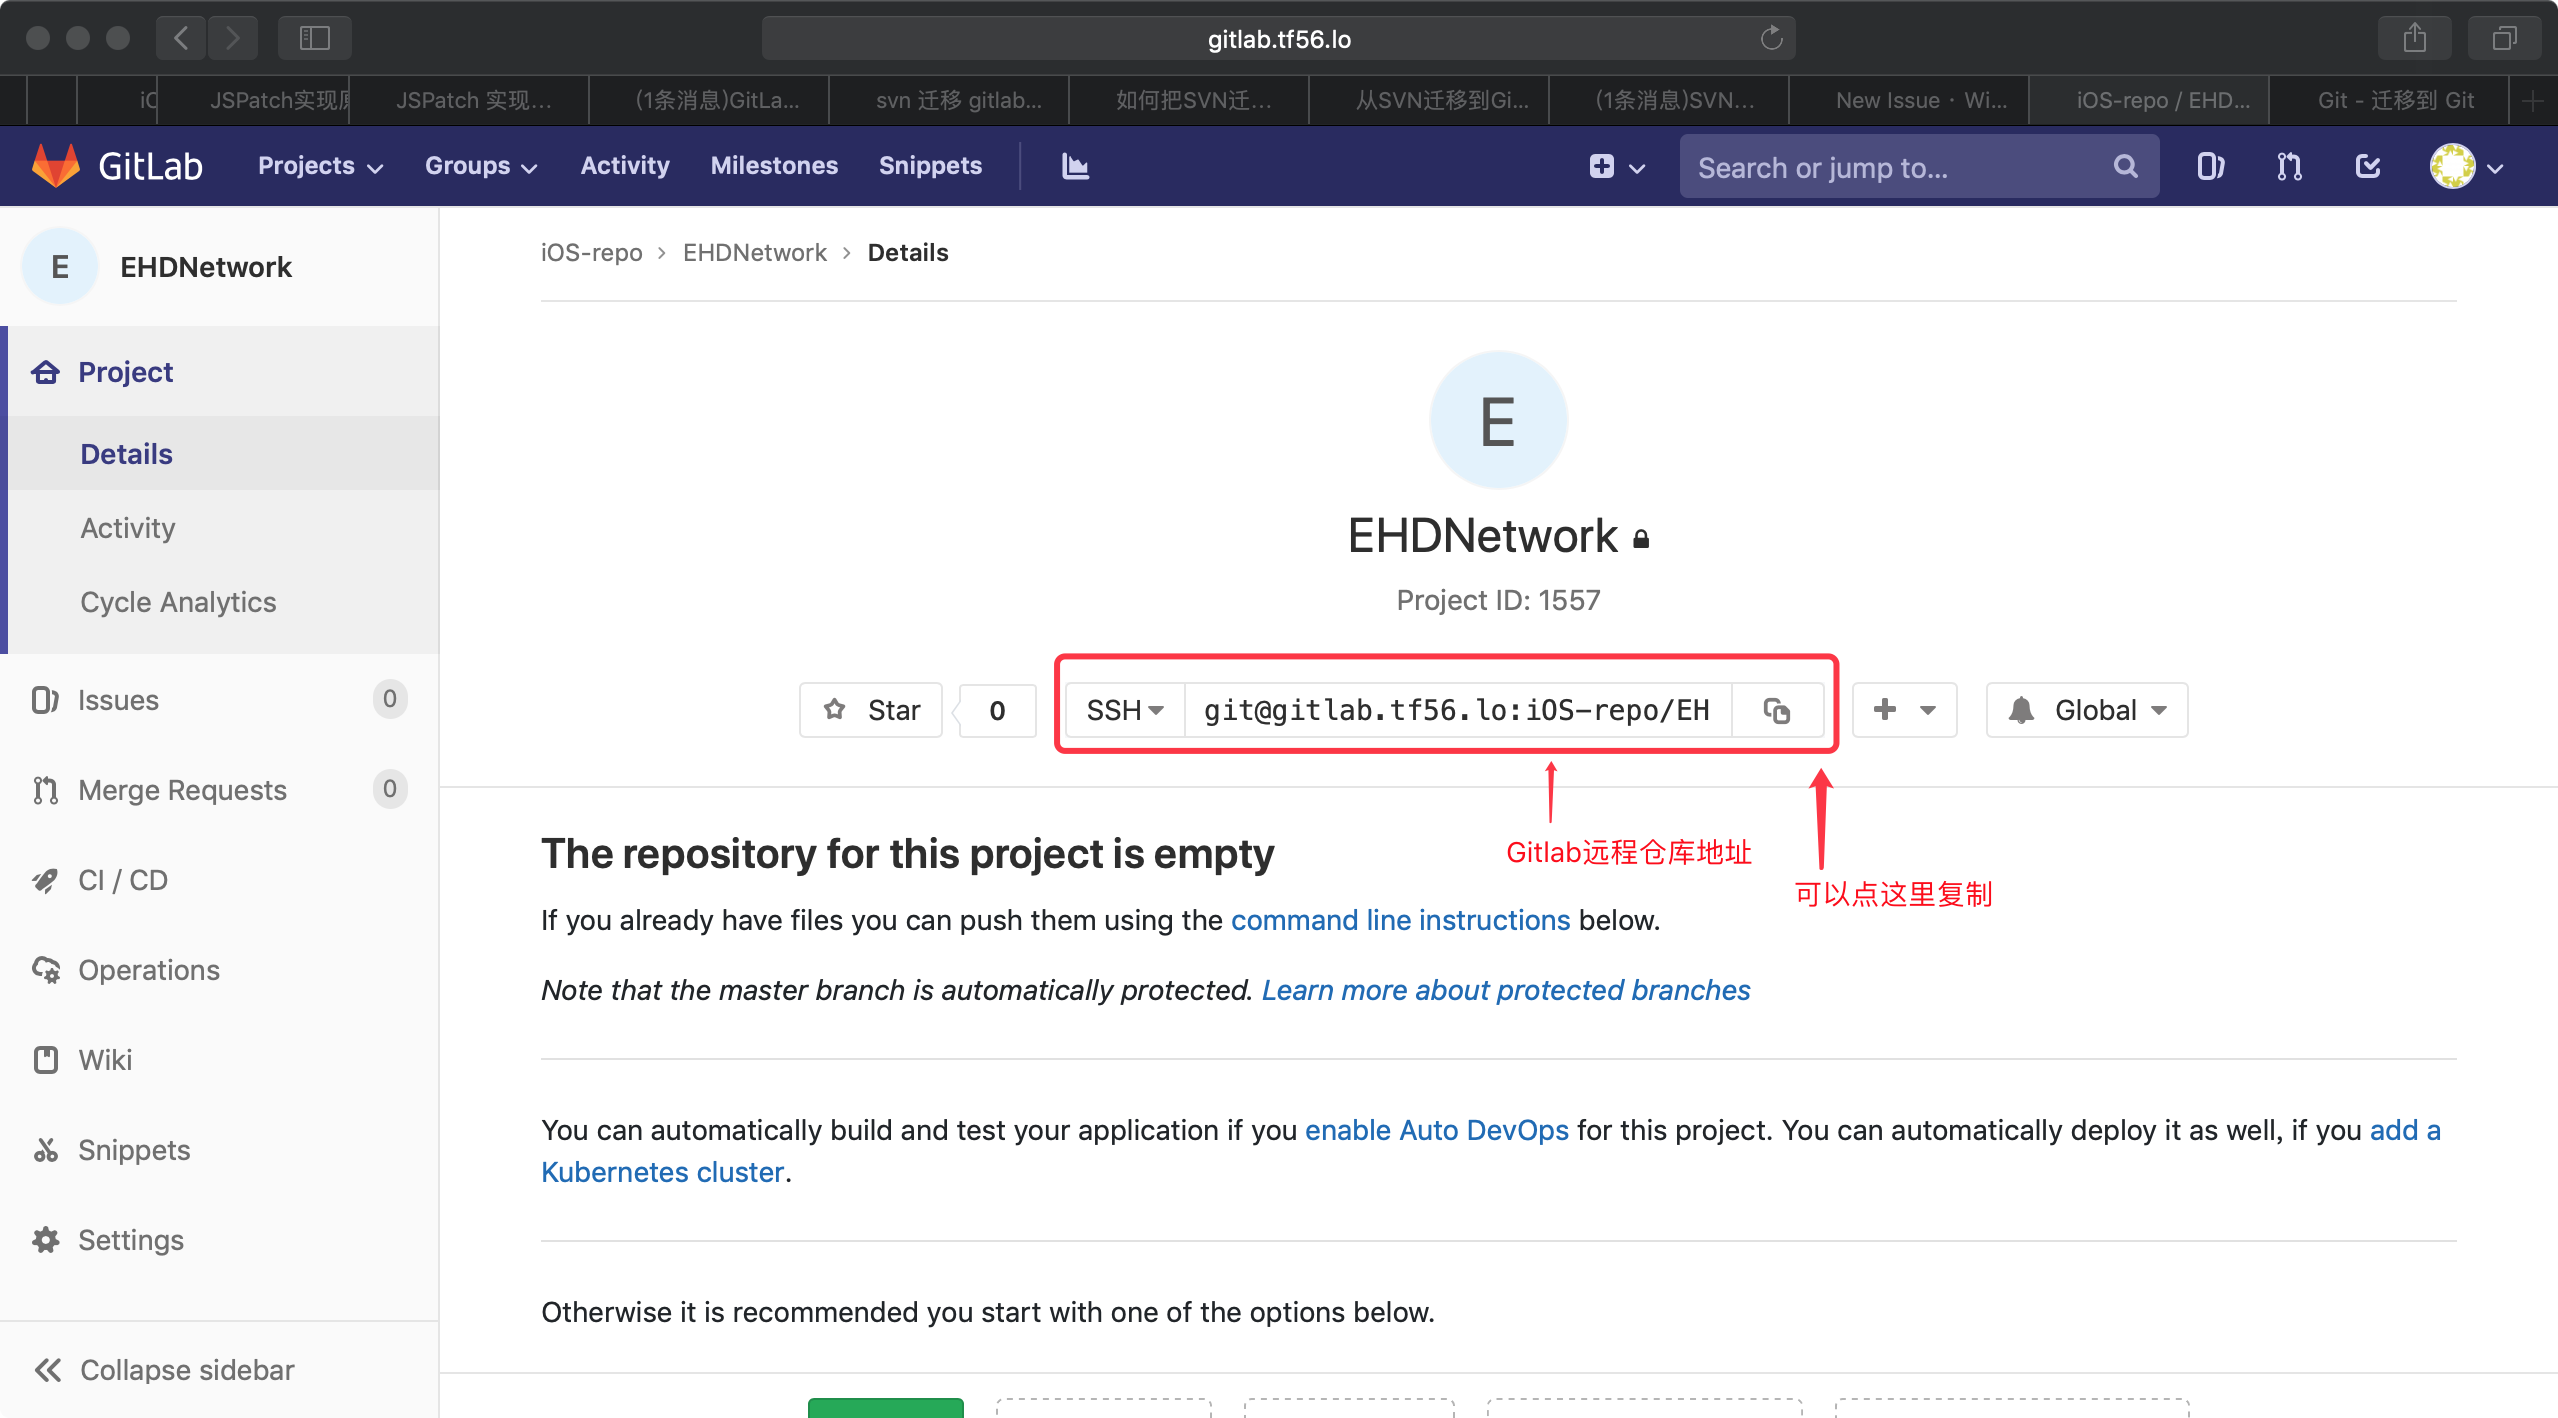 gitlab.tf56.lo
iC
JSPatch实现
JSPatch 实现...
(1条消息)GitLa...
svn 迁移 gitlab...
如何把SVN迁...
从SVN迁移到Gi...
(1条消息)SVN...
New Issue · Wi...
iOS-repo / EHD...
Git - 迁移到 Git
GitLab
Projects
Groups
Activity
Milestones
Snippets
Search or jump to...
E
EHDNetwork
Project
Details
Activity
Cycle Analytics
Issues
0
Merge Requests
0
CI / CD
Operations
Wiki
Snippets
Settings
Collapse sidebar
iOS-repo > EHDNetwork > Details
E
EHDNetwork
Project ID: 1557
Star
0
SSH
git@gitlab.tf56.lo:iOS-repo/EH
Global
Gitlab远程仓库地址
可以点这里复制
The repository for this project is empty
If you already have files you can push them using the command line instructions below.
Note that the master branch is automatically protected. Learn more about protected branches
You can automatically build and test your application if you enable Auto DevOps for this project. You can automatically deploy it as well, if you add a
Kubernetes cluster.
Otherwise it is recommended you start with one of the options below.